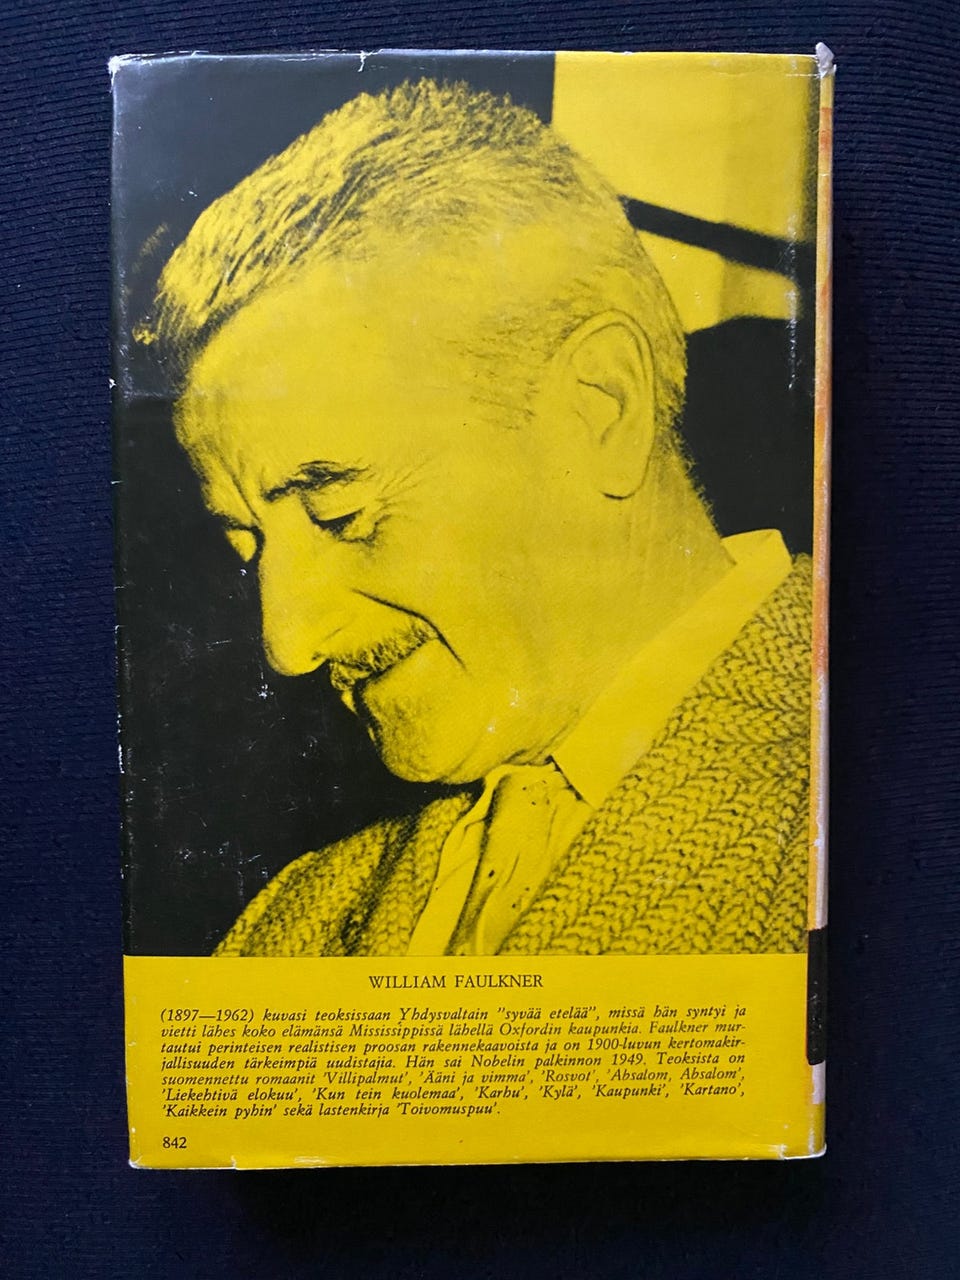 WILLIAM FAULKNER
(1897—1962) kuvasi teoksissaan Yhdysvaltain "syvää etelää", missä hän syntyi ja
vietti lähes koko elämänsä Mississippissä lähellä Oxfordin kaupunkia. Faulkner mur-
tautui perinteisen realistisen proosan rakennekaavoista ja on 1900-luvun kertomakir-
jallisuuden tärkeimpiä uudistajia. Hän sai Nobelin palkinnon 1949. Teoksista on
suomennettu romaanit 'Villipalmut', 'Ääni ja vimma', 'Rosvot', 'Absalom, Absalom',
'Liekehtivä elokuu', 'Kun tein kuolemaa', 'Karhu', 'Kylä', 'Kaupunki', 'Kartano',
'Kaikkein pyhin' sekä lastenkirja 'Toivomuspuu'.
842